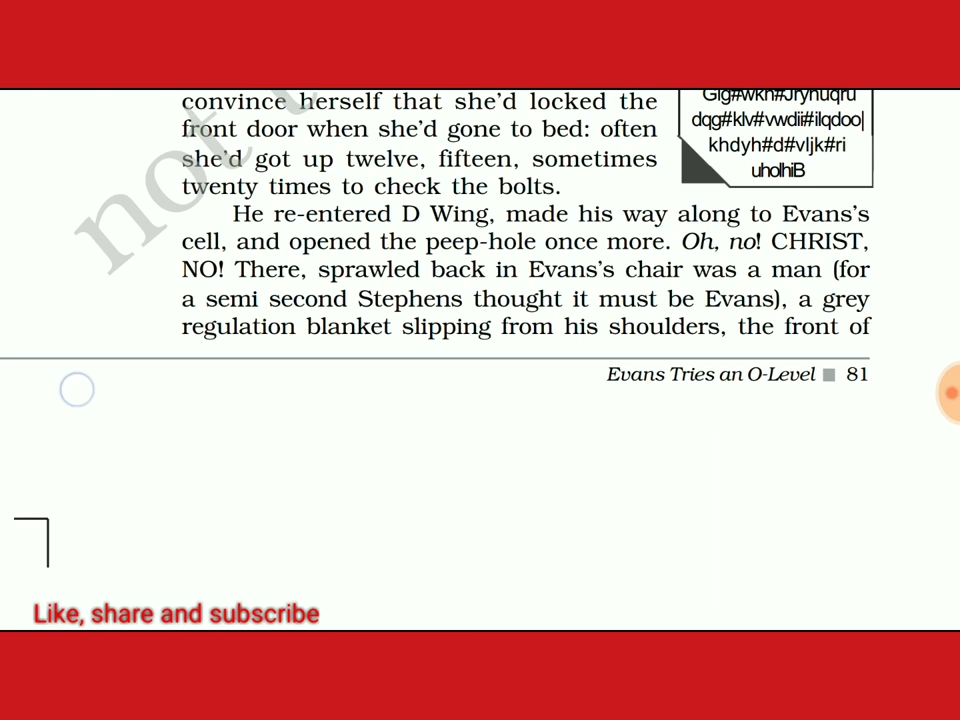 convince herself that she'd locked the
front door when she'd gone to bed: often
she'd got up twelve, fifteen, sometimes
twenty times to check the bolts.
Glg#wkh#Jryhuqru
dqg#klv#vwdii#ilqdoo|
khdyh#d#vljk#ri
uholhiB
He re-entered D Wing, made his way along to Evans's
cell, and opened the peep-hole once more. Oh, no! CHRIST,
NO! There, sprawled back in Evans's chair was a man (for
a semi second Stephens thought it must be Evans), a grey
regulation blanket slipping from his shoulders, the front of
Evans Tries an O-Level ■ 81
not t
Like, share and subscribe